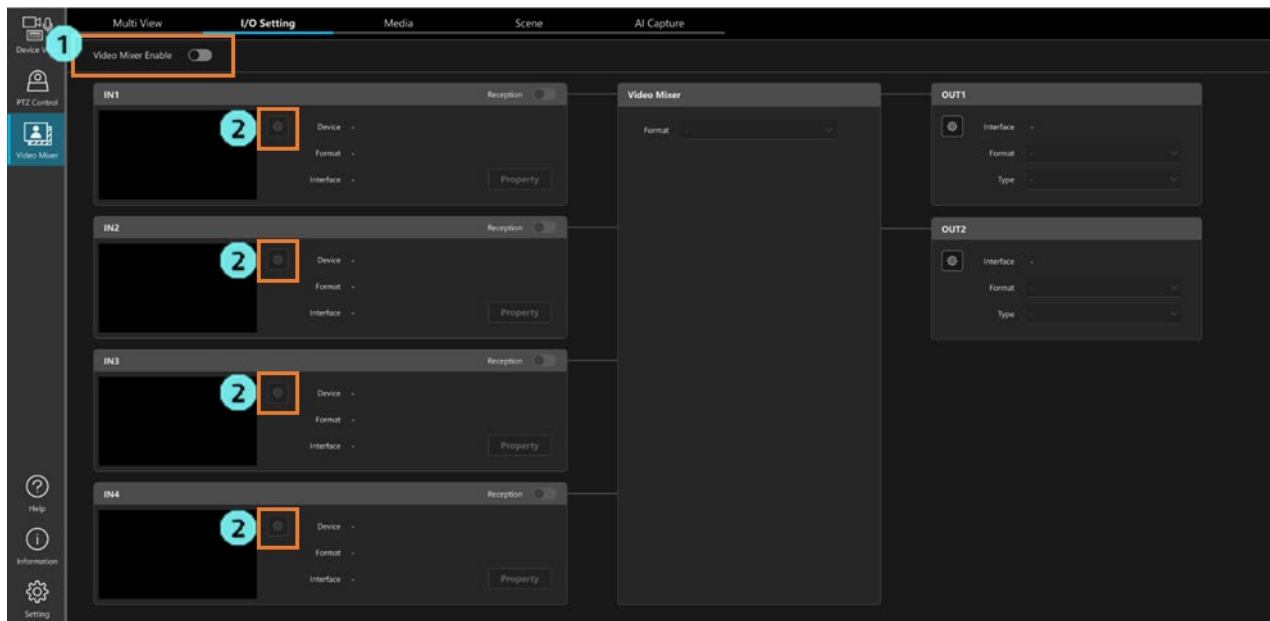 Multi View
I/O Setting
Media
Scene
AI Capture
Device V
1
Video Mixer Enable
PTZ Control
Video Mixer
Help
Information
Setting
IN1
Reception
2
Device -
Format -
Interface -
Property
IN2
Reception
2
Device -
Format -
Interface -
Property
IN3
Reception
2
Device -
Format -
Interface -
Property
IN4
Reception
2
Device -
Format -
Interface -
Property
Video Mixer
Format -
OUT1
Interface -
Format -
Type -
OUT2
Interface -
Format -
Type -